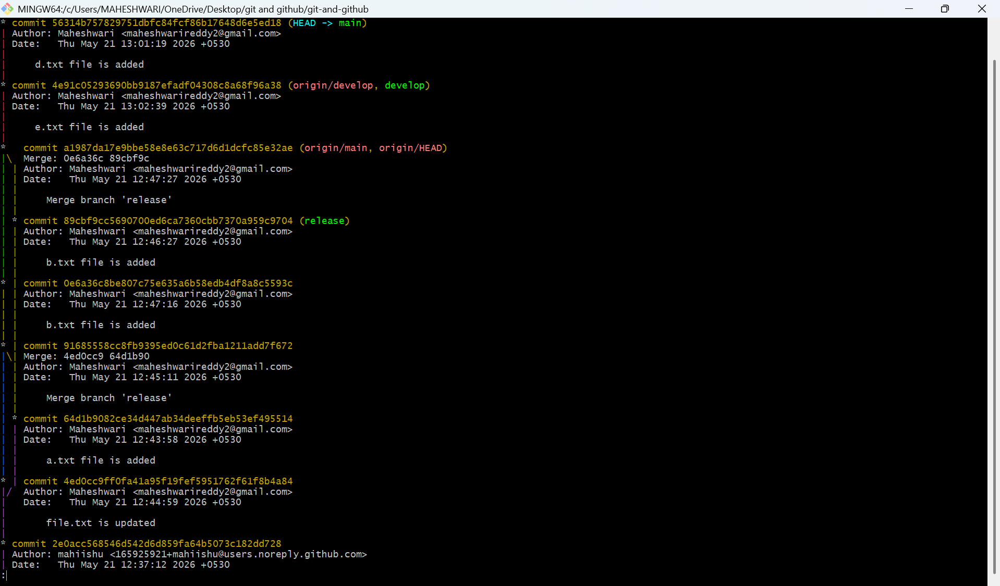 MINGW64:/c/Users/MAHESHWARI/OneDrive/Desktop/git and github/git-and-github
* commit 56314b757829751dbfc84fcf86b17648d6e5ed18 (HEAD -> main)
| Author: Maheshwari <maheshwarireddy2@gmail.com>
| Date:   Thu May 21 13:01:19 2026 +0530
|
|     d.txt file is added
|
* commit 4e91c05293690bb9187efadf04308c8a68f96a38 (origin/develop, develop)
| Author: Maheshwari <maheshwarireddy2@gmail.com>
| Date:   Thu May 21 13:02:39 2026 +0530
|
|     e.txt file is added
|
*   commit a1987da17e9bbe58e8e63c717d6d1dcfc85e32ae (origin/main, origin/HEAD)
|\  Merge: 0e6a36c 89cbf9c
| | Author: Maheshwari <maheshwarireddy2@gmail.com>
| | Date:   Thu May 21 12:47:27 2026 +0530
| |
| |     Merge branch 'release'
| |
| * commit 89cbf9cc5690700ed6ca7360cbb7370a959c9704 (release)
| | Author: Maheshwari <maheshwarireddy2@gmail.com>
| | Date:   Thu May 21 12:46:27 2026 +0530
| |
| |     b.txt file is added
| |
* | commit 0e6a36c8be807c75e635a6b58edb4df8a8c5593c
| | Author: Maheshwari <maheshwarireddy2@gmail.com>
| | Date:   Thu May 21 12:47:16 2026 +0530
| |
| |     b.txt file is added
| |
* | commit 91685558cc8fb9395ed0c61d2fba1211add7f672
|\| Merge: 4ed0cc9 64d1b90
| | Author: Maheshwari <maheshwarireddy2@gmail.com>
| | Date:   Thu May 21 12:45:11 2026 +0530
| |
| |     Merge branch 'release'
| |
| * commit 64d1b9082ce34d447ab34deeffb5eb53ef495514
| | Author: Maheshwari <maheshwarireddy2@gmail.com>
| | Date:   Thu May 21 12:43:58 2026 +0530
| |
| |     a.txt file is added
| |
* | commit 4ed0cc9ff0fa41a95f19fef5951762f61f8b4a84
|/  Author: Maheshwari <maheshwarireddy2@gmail.com>
|   Date:   Thu May 21 12:44:59 2026 +0530
|
|       file.txt is updated
|
* commit 2e0acc568546d542d6d859fa64b5073c182dd728
| Author: mahiishu <165925921+mahiishu@users.noreply.github.com>
| Date:   Thu May 21 12:37:12 2026 +0530
: